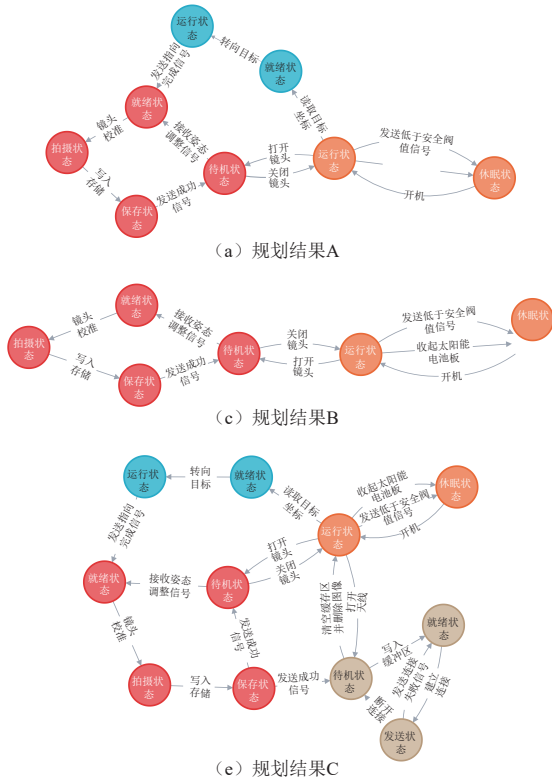 运行状
态
转向目标
发送指向
完成信号
就绪状
态
就绪状
态
镜头
校准
接收姿态
调整信号
读取目标
坐标
拍摄状
态
写入
存储
保存状
态
发送成功
信号
待机状
态
打开
镜头
关闭
镜头
运行状
态
发送低于安全阀
值信号
开机
休眠状
态
(a)规划结果A
就绪状
态
镜头
校准
接收姿态
调整信号
拍摄状
态
写入
存储
保存状
态
发送成功
信号
待机状
态
关闭
镜头
打开
镜头
运行状
态
发送低于安全阀
值信号
收起太阳能
电池板
开机
休眠状
态
(c)规划结果B
运行状
态
转向
目标
就绪状
态
读取目标
坐标
收起太阳能
电池板
发送低于安全阀
值信号
开机
休眠状
态
运行状
态
发送指向
完成信号
打开
镜头
关闭
镜头
就绪状
态
接收姿态
调整信号
待机状
态
清空缓存区
并删除图像
打开
天线
镜头
校准
发送成功
信号
拍摄状
态
写入
存储
保存状
态
发送成功
信号
待机状
态
写入
缓冲区
就绪状
态
发送连接
失败信号
建立
连接
断开
连接
发送状
态
(e)规划结果C